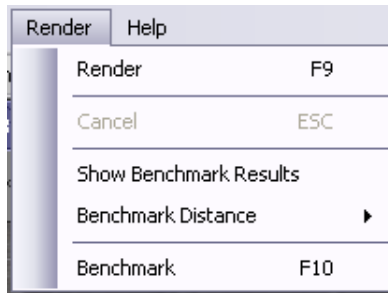 Render Help
Render F9
Cancel ESC
Show Benchmark Results
Benchmark Distance
Benchmark F10